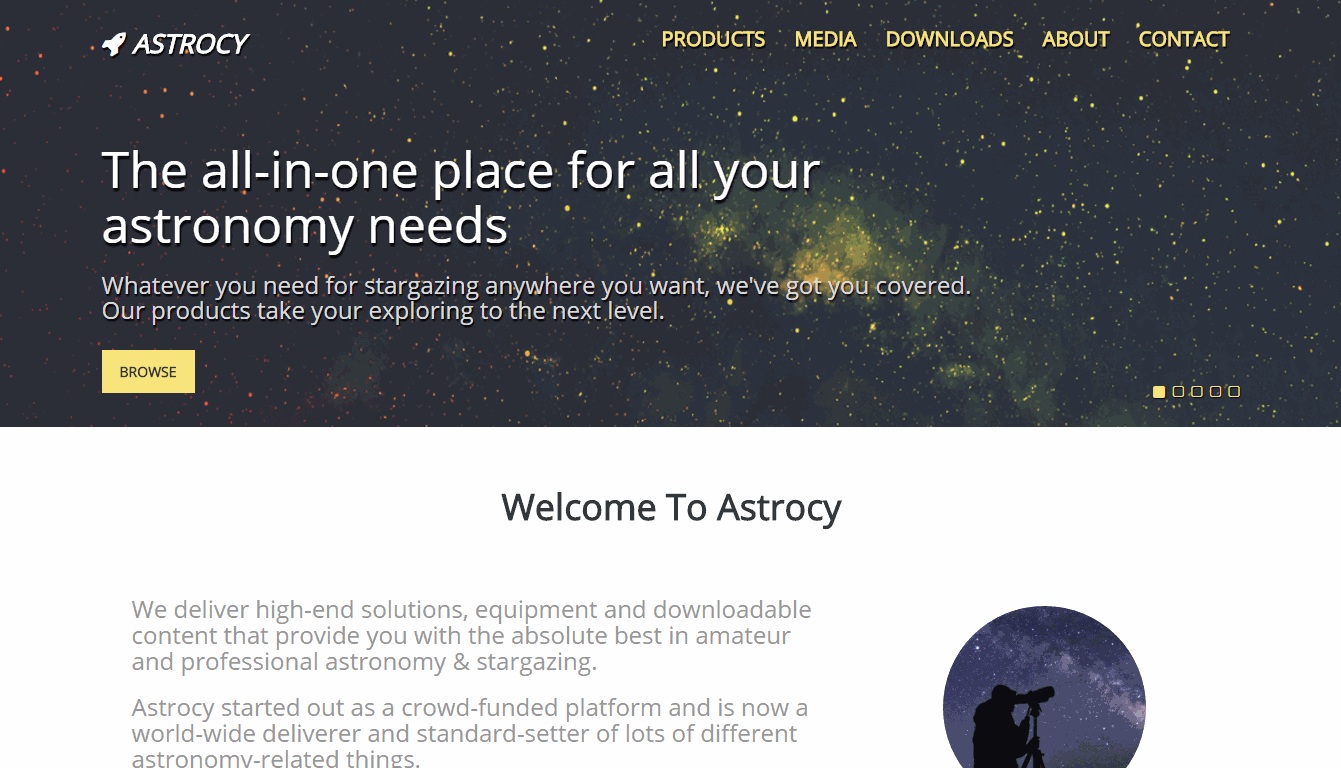 ASTROCY
PRODUCTS MEDIA DOWNLOADS ABOUT CONTACT
The all-in-one place for all your
astronomy needs
Whatever you need for stargazing anywhere you want, we've got you covered.
Our products take your exploring to the next level.
BROWSE
Welcome To Astrocy
We deliver high-end solutions, equipment and downloadable
content that provide you with the absolute best in amateur
and professional astronomy & stargazing.
Astrocy started out as a crowd-funded platform and is now a
world-wide deliverer and standard-setter of lots of different
astronomy-related things.